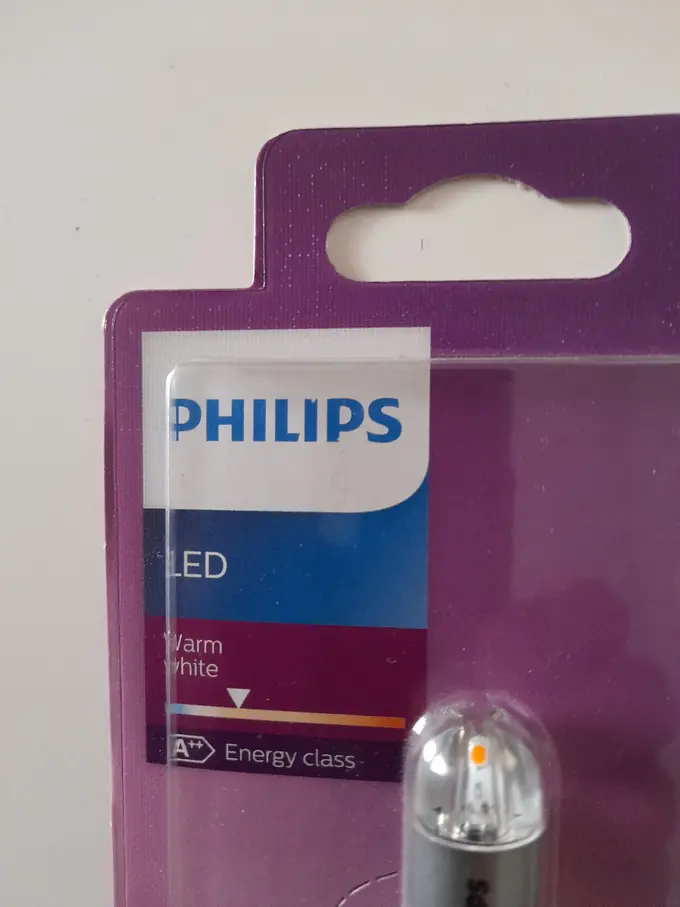 PHILIPS
LED
Warm
white
A++ Energy class